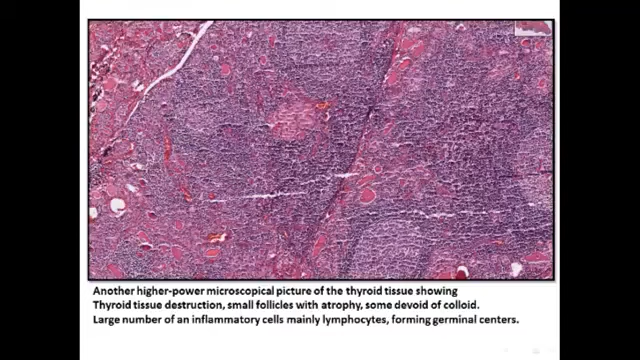 Another higher-power microscopical picture of the thyroid tissue showing
Thyroid tissue destruction, small follicles with atrophy, some devoid of colloid.
Large number of an inflammatory cells mainly lymphocytes, forming germinal centers.